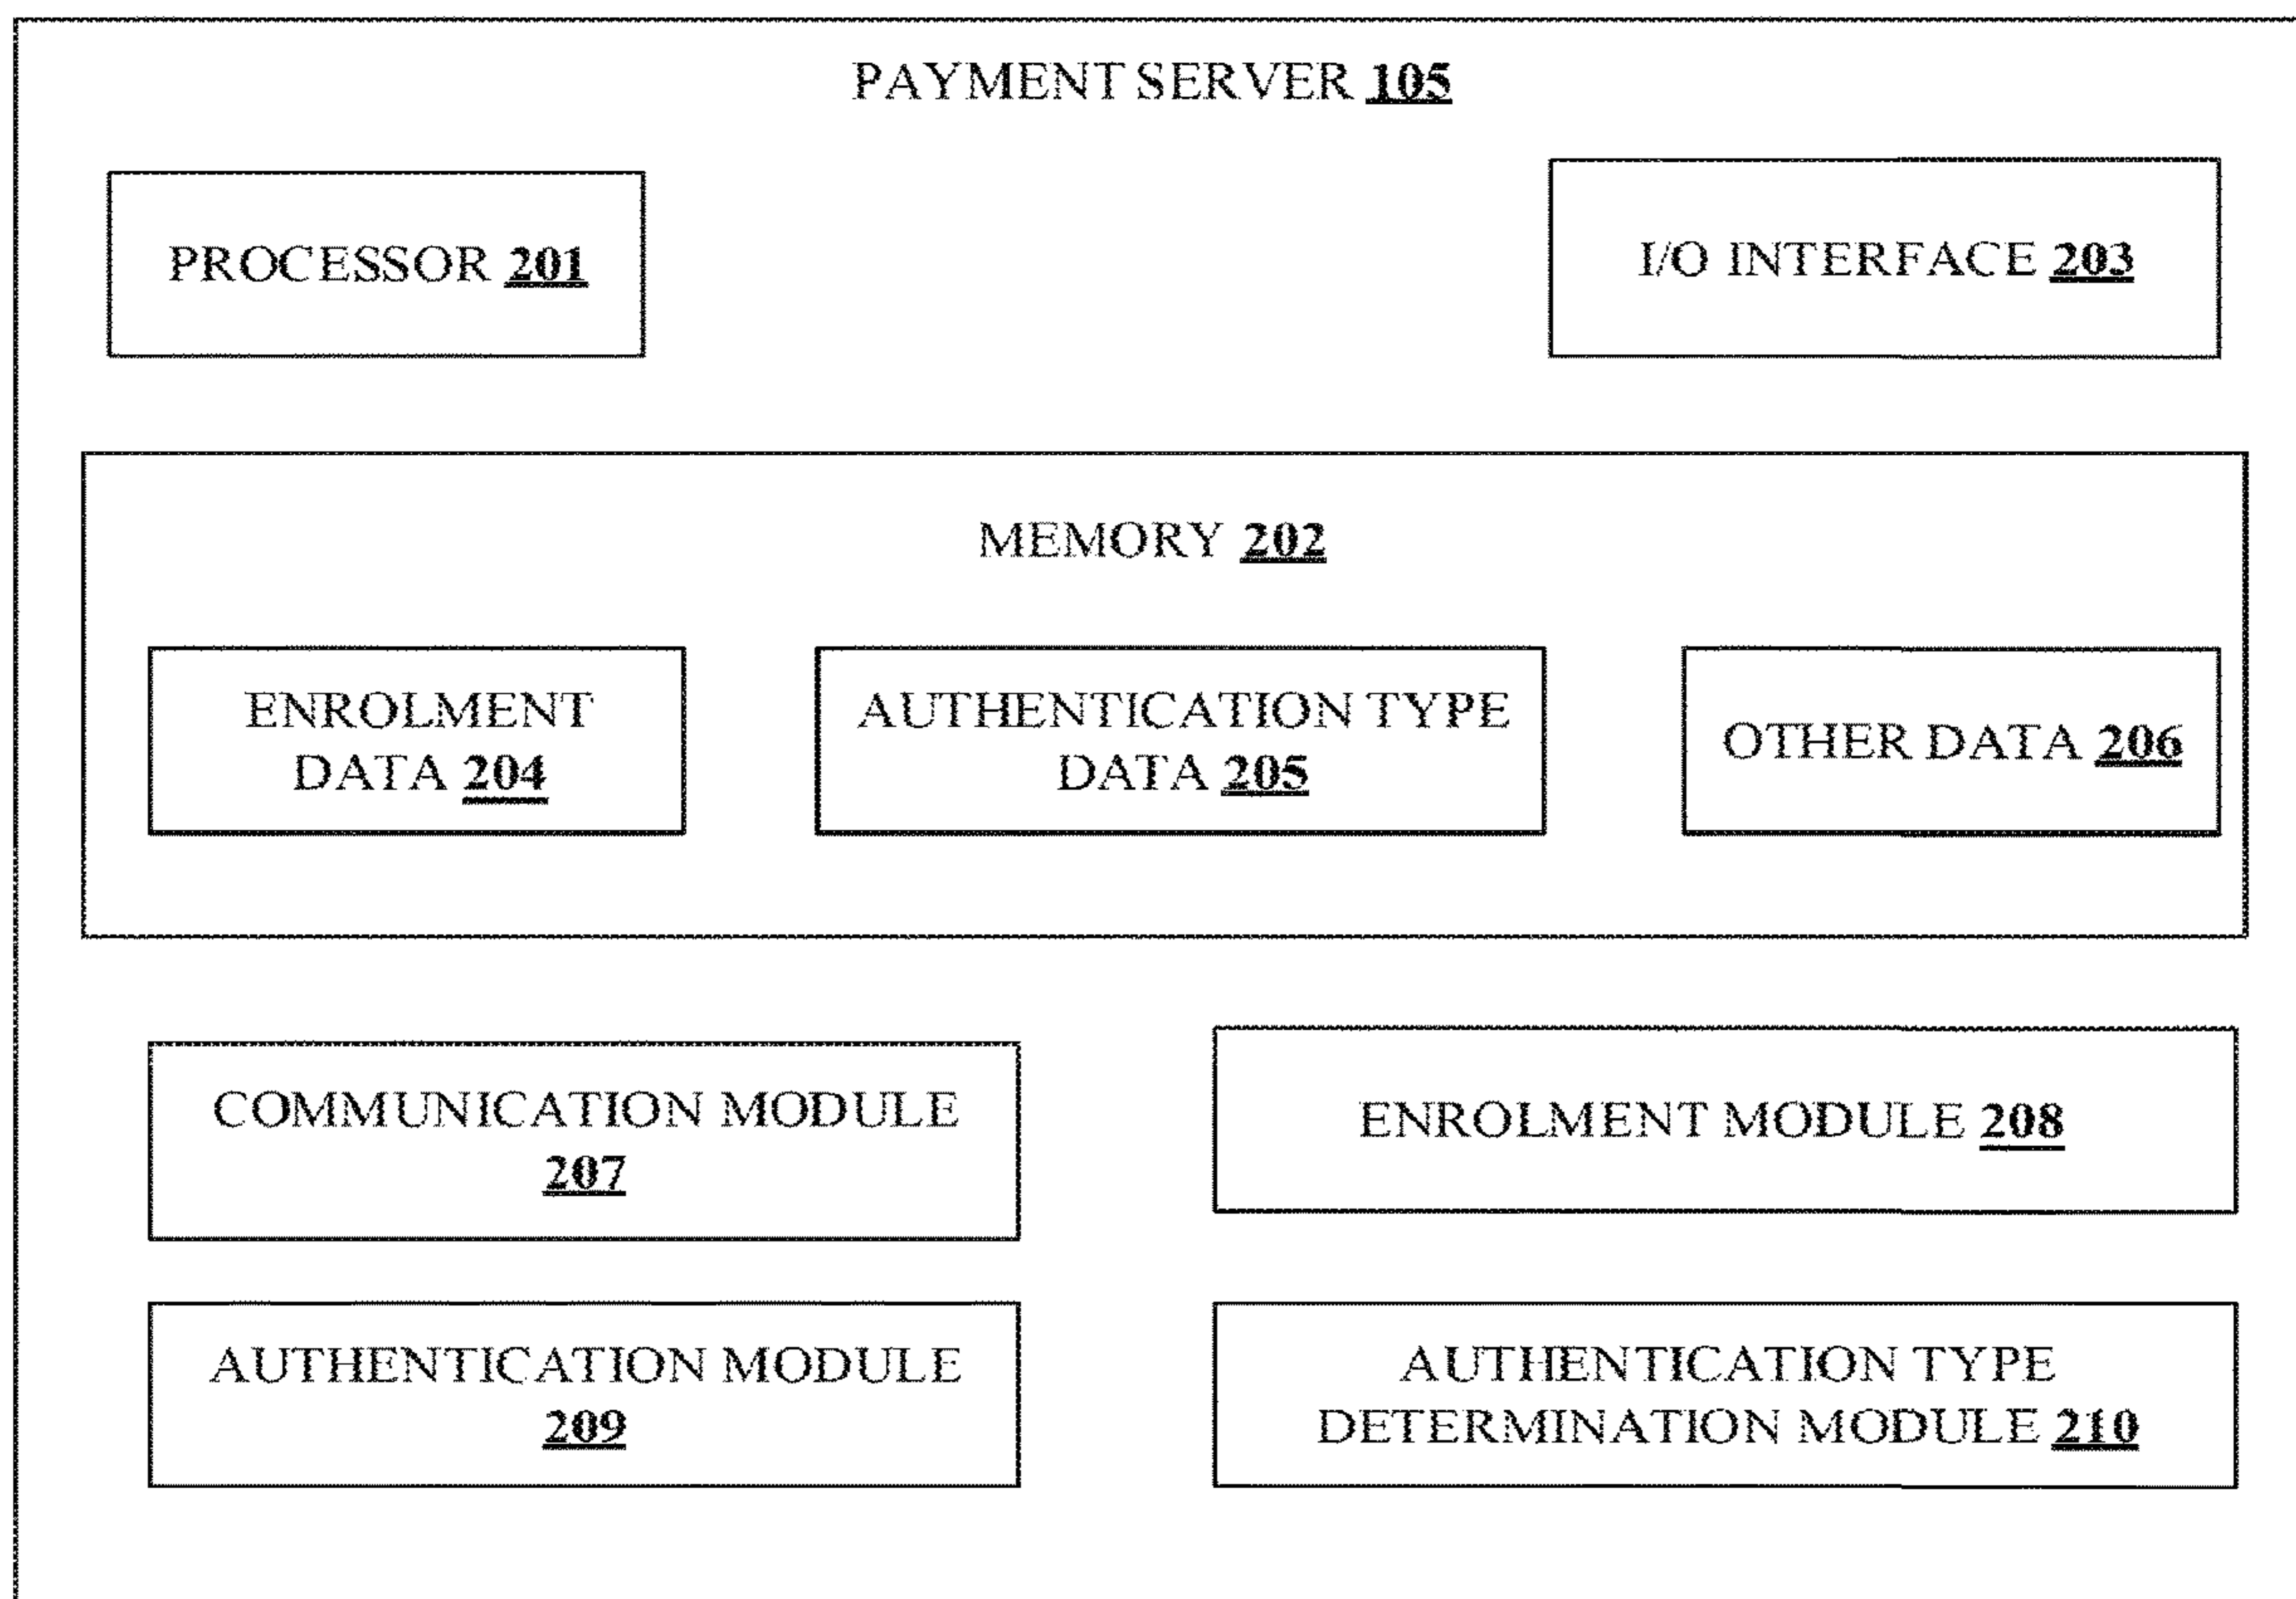 PAYMENT SERVER 105
PROCESSOR 201
I/O INTERFACE 203
MEMORY 202
ENROLMENT
DATA 204
AUTHENTICATION TYPE
DATA 205
OTHER DATA 206
COMMUNICATION MODULE
207
ENROLMENT MODULE 208
AUTHENTICATION MODULE
209
AUTHENTICATION TYPE
DETERMINATION MODULE 210